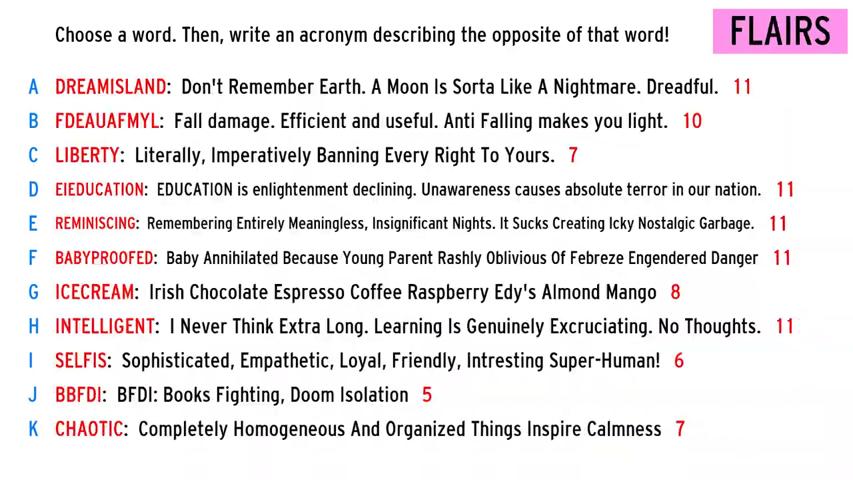 Choose a word. Then, write an acronym describing the opposite of that word!
FLAIRS
A DREAMISLAND: Don't Remember Earth. A Moon Is Sorta Like A Nightmare. Dreadful. 11
B FDEAUAFMYL: Fall damage. Efficient and useful. Anti Falling makes you light. 10
C LIBERTY: Literally, Imperatively Banning Every Right To Yours. 7
D EIEDUCATION: EDUCATION is enlightenment declining. Unawareness causes absolute terror in our nation. 11
E REMINISCING: Remembering Entirely Meaningless, Insignificant Nights. It Sucks Creating Icky Nostalgic Garbage. 11
F BABYPROOFED: Baby Annihilated Because Young Parent Rashly Oblivious Of Febreze Engendered Danger 11
G ICECREAM: Irish Chocolate Espresso Coffee Raspberry Edy's Almond Mango 8
H INTELLIGENT: I Never Think Extra Long. Learning Is Genuinely Excruciating. No Thoughts. 11
I SELFIS: Sophisticated, Empathetic, Loyal, Friendly, Intresting Super-Human! 6
J BBFDI: BFDI: Books Fighting, Doom Isolation 5
K CHAOTIC: Completely Homogeneous And Organized Things Inspire Calmness 7